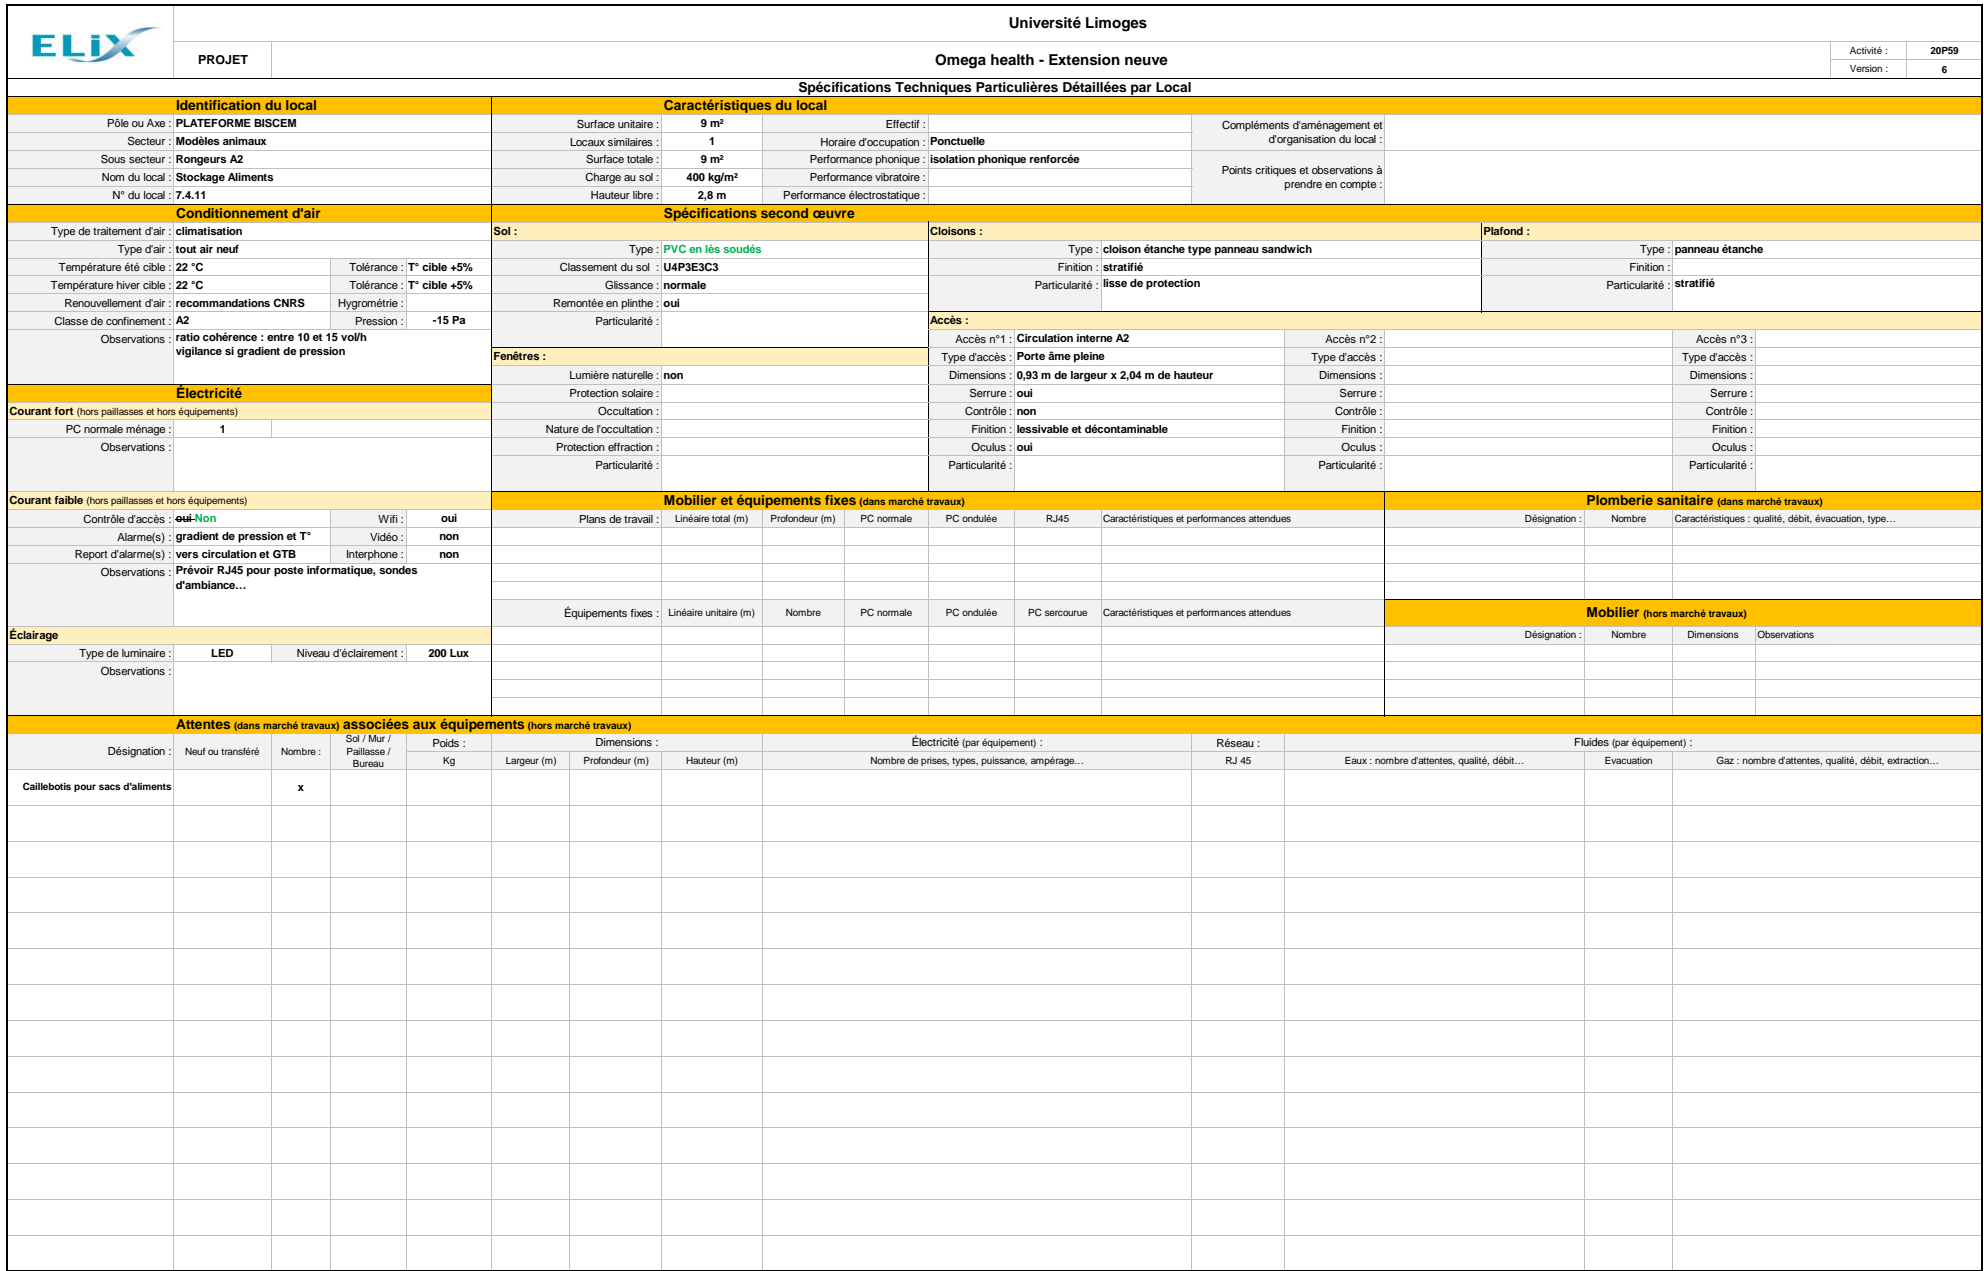 ELiX
Université Limoges
PROJET
Omega health - Extension neuve
Activité : 20P59
Version : 6
Spécifications Techniques Particulières Détaillées par Local
Identification du local
Pôle ou Axe : PLATEFORME BISCEM
Secteur : Modèles animaux
Sous secteur : Rongeurs A2
Nom du local : Stockage Aliments
N° du local : 7.4.11
Caractéristiques du local
Surface unitaire : 9 m² Effectif :
Locaux similaires : 1 Horaire d'occupation : Ponctuelle
Surface totale : 9 m² Performance phonique : isolation phonique renforcée
Charge au sol : 400 kg/m² Performance vibratoire :
Hauteur libre : 2,8 m Performance électrostatique :
Compléments d'aménagement et
d'organisation du local :
Points critiques et observations à
prendre en compte :
Conditionnement d'air
Type de traitement d'air : climatisation
Type d'air : tout air neuf
Température été cible : 22 °C Tolérance : T° cible +5%
Température hiver cible : 22 °C Tolérance : T° cible +5%
Renouvellement d'air : recommandations CNRS Hygrométrie :
Classe de confinement : A2 Pression : -15 Pa
Observations : ratio cohérence : entre 10 et 15 vol/h
vigilance si gradient de pression
Électricité
Courant fort (hors paillasses et hors équipements)
PC normale ménage : 1
Observations :
Courant faible (hors paillasses et hors équipements)
Contrôle d'accès : oui Non Wifi : oui
Alarme(s) : gradient de pression et T° Vidéo : non
Report d'alarme(s) : vers circulation et GTB Interphone : non
Observations : Prévoir RJ45 pour poste informatique, sondes
d'ambiance…
Éclairage
Type de luminaire : LED Niveau d'éclairement : 200 Lux
Observations :
Spécifications second œuvre
Sol :
Type : PVC en lès soudés
Classement du sol : U4P3E3C3
Glissance : normale
Remontée en plinthe : oui
Particularité :
Fenêtres :
Lumière naturelle : non
Protection solaire :
Occultation :
Nature de l'occultation :
Protection effraction :
Particularité :
Cloisons :
Type : cloison étanche type panneau sandwich
Finition : stratifié
Particularité : lisse de protection
Plafond :
Type : panneau étanche
Finition :
Particularité : stratifié
Accès :
Accès n°1 : Circulation interne A2 Accès n°2 : Accès n°3 :
Type d'accès : Porte âme pleine Type d'accès : Type d'accès :
Dimensions : 0,93 m de largeur x 2,04 m de hauteur Dimensions : Dimensions :
Serrure : oui Serrure : Serrure :
Contrôle : non Contrôle : Contrôle :
Finition : lessivable et décontaminable Finition : Finition :
Oculus : oui Oculus : Oculus :
Particularité : Particularité : Particularité :
Mobilier et équipements fixes (dans marché travaux)
Plans de travail : Linéaire total (m) Profondeur (m) PC normale PC ondulée RJ45 Caractéristiques et performances attendues
Équipements fixes : Linéaire unitaire (m) Nombre PC normale PC ondulée PC sercourue Caractéristiques et performances attendues
Plomberie sanitaire (dans marché travaux)
Désignation : Nombre Caractéristiques : qualité, débit, évacuation, type…
Mobilier (hors marché travaux)
Désignation : Nombre Dimensions Observations
Attentes (dans marché travaux) associées aux équipements (hors marché travaux)
Désignation : Neuf ou transféré Nombre : Sol / Mur /
Paillasse /
Bureau
Poids : Dimensions : Électricité (par équipement) : Réseau : Fluides (par équipement) :
Kg Largeur (m) Profondeur (m) Hauteur (m) Nombre de prises, types, puissance, ampérage… RJ 45 Eaux : nombre d'attentes, qualité, débit… Evacuation Gaz : nombre d'attentes, qualité, débit, extraction…
Caillebotis pour sacs d'aliments x